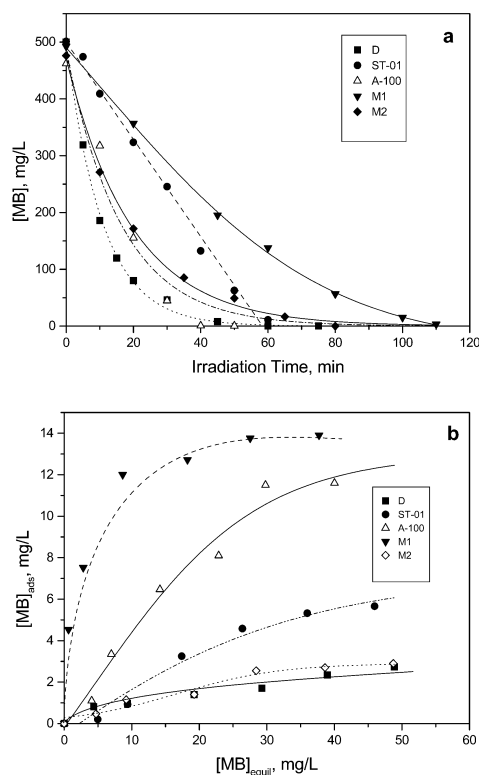 a
500
400
300
200
100
0
[MB], mg/L
D
ST-01
A-100
M1
M2
0 20 40 60 80 100 120
Irradiation Time, min
b
14
12
10
8
6
4
2
0
[MB]ads, mg/L
D
ST-01
A-100
M1
M2
0 10 20 30 40 50 60
[MB]equil, mg/L